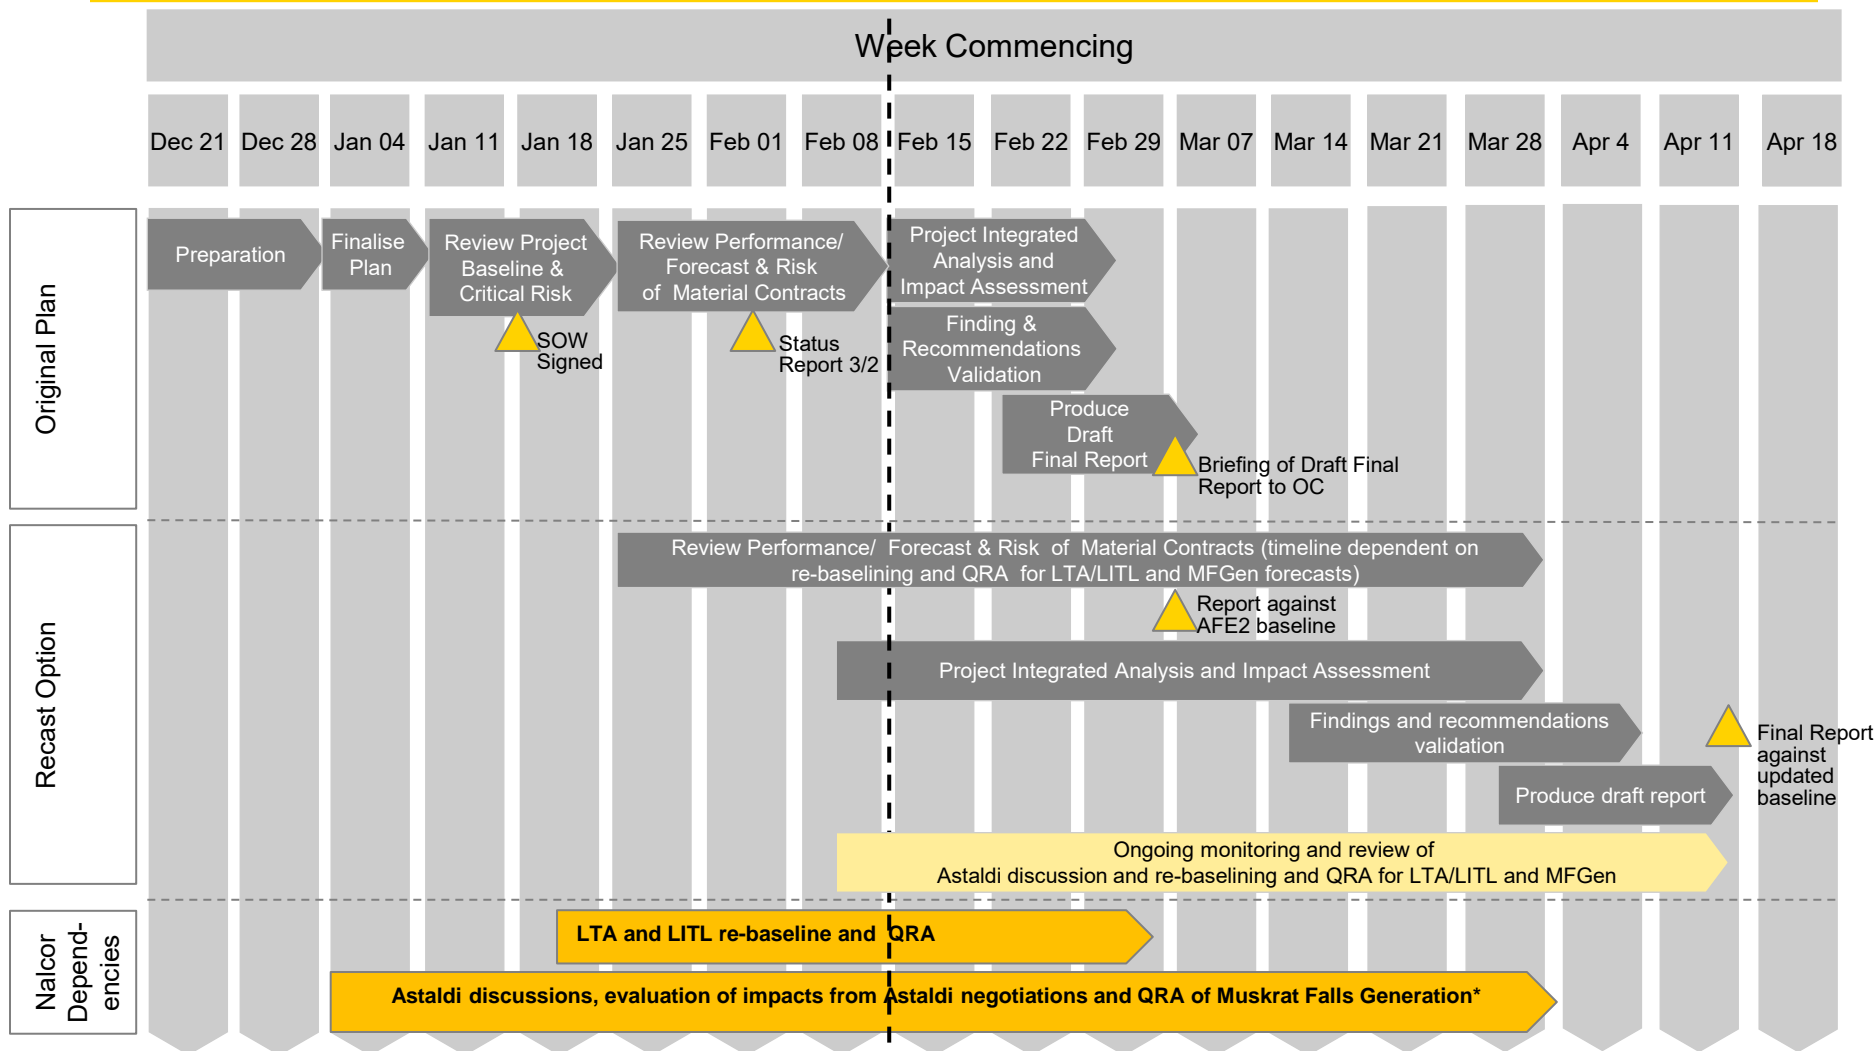 Week Commencing
Dec 21 Dec 28 Jan 04 Jan 11 Jan 18 Jan 25 Feb 01 Feb 08 Feb 15 Feb 22 Feb 29 Mar 07 Mar 14 Mar 21 Mar 28 Apr 4 Apr 11 Apr 18
Original Plan
Preparation
Finalise
Plan
Review Project
Baseline &
Critical Risk
SOW
Signed
Review Performance/
Forecast & Risk
of Material Contracts
Status
Report 3/2
Project Integrated
Analysis and
Impact Assessment
Finding &
Recommendations
Validation
Produce
Draft
Final Report
Briefing of Draft Final
Report to OC
Recast Option
Review Performance/ Forecast & Risk of Material Contracts (timeline dependent on
re-baselining and QRA for LTA/LITL and MFGen forecasts)
Report against
AFE2 baseline
Project Integrated Analysis and Impact Assessment
Findings and recommendations
validation
Final Report
against
updated
baseline
Produce draft report
Ongoing monitoring and review of
Astaldi discussion and re-baselining and QRA for LTA/LITL and MFGen
Nalcor
Depend-
encies
LTA and LITL re-baseline and QRA
Astaldi discussions, evaluation of impacts from Astaldi negotiations and QRA of Muskrat Falls Generation*